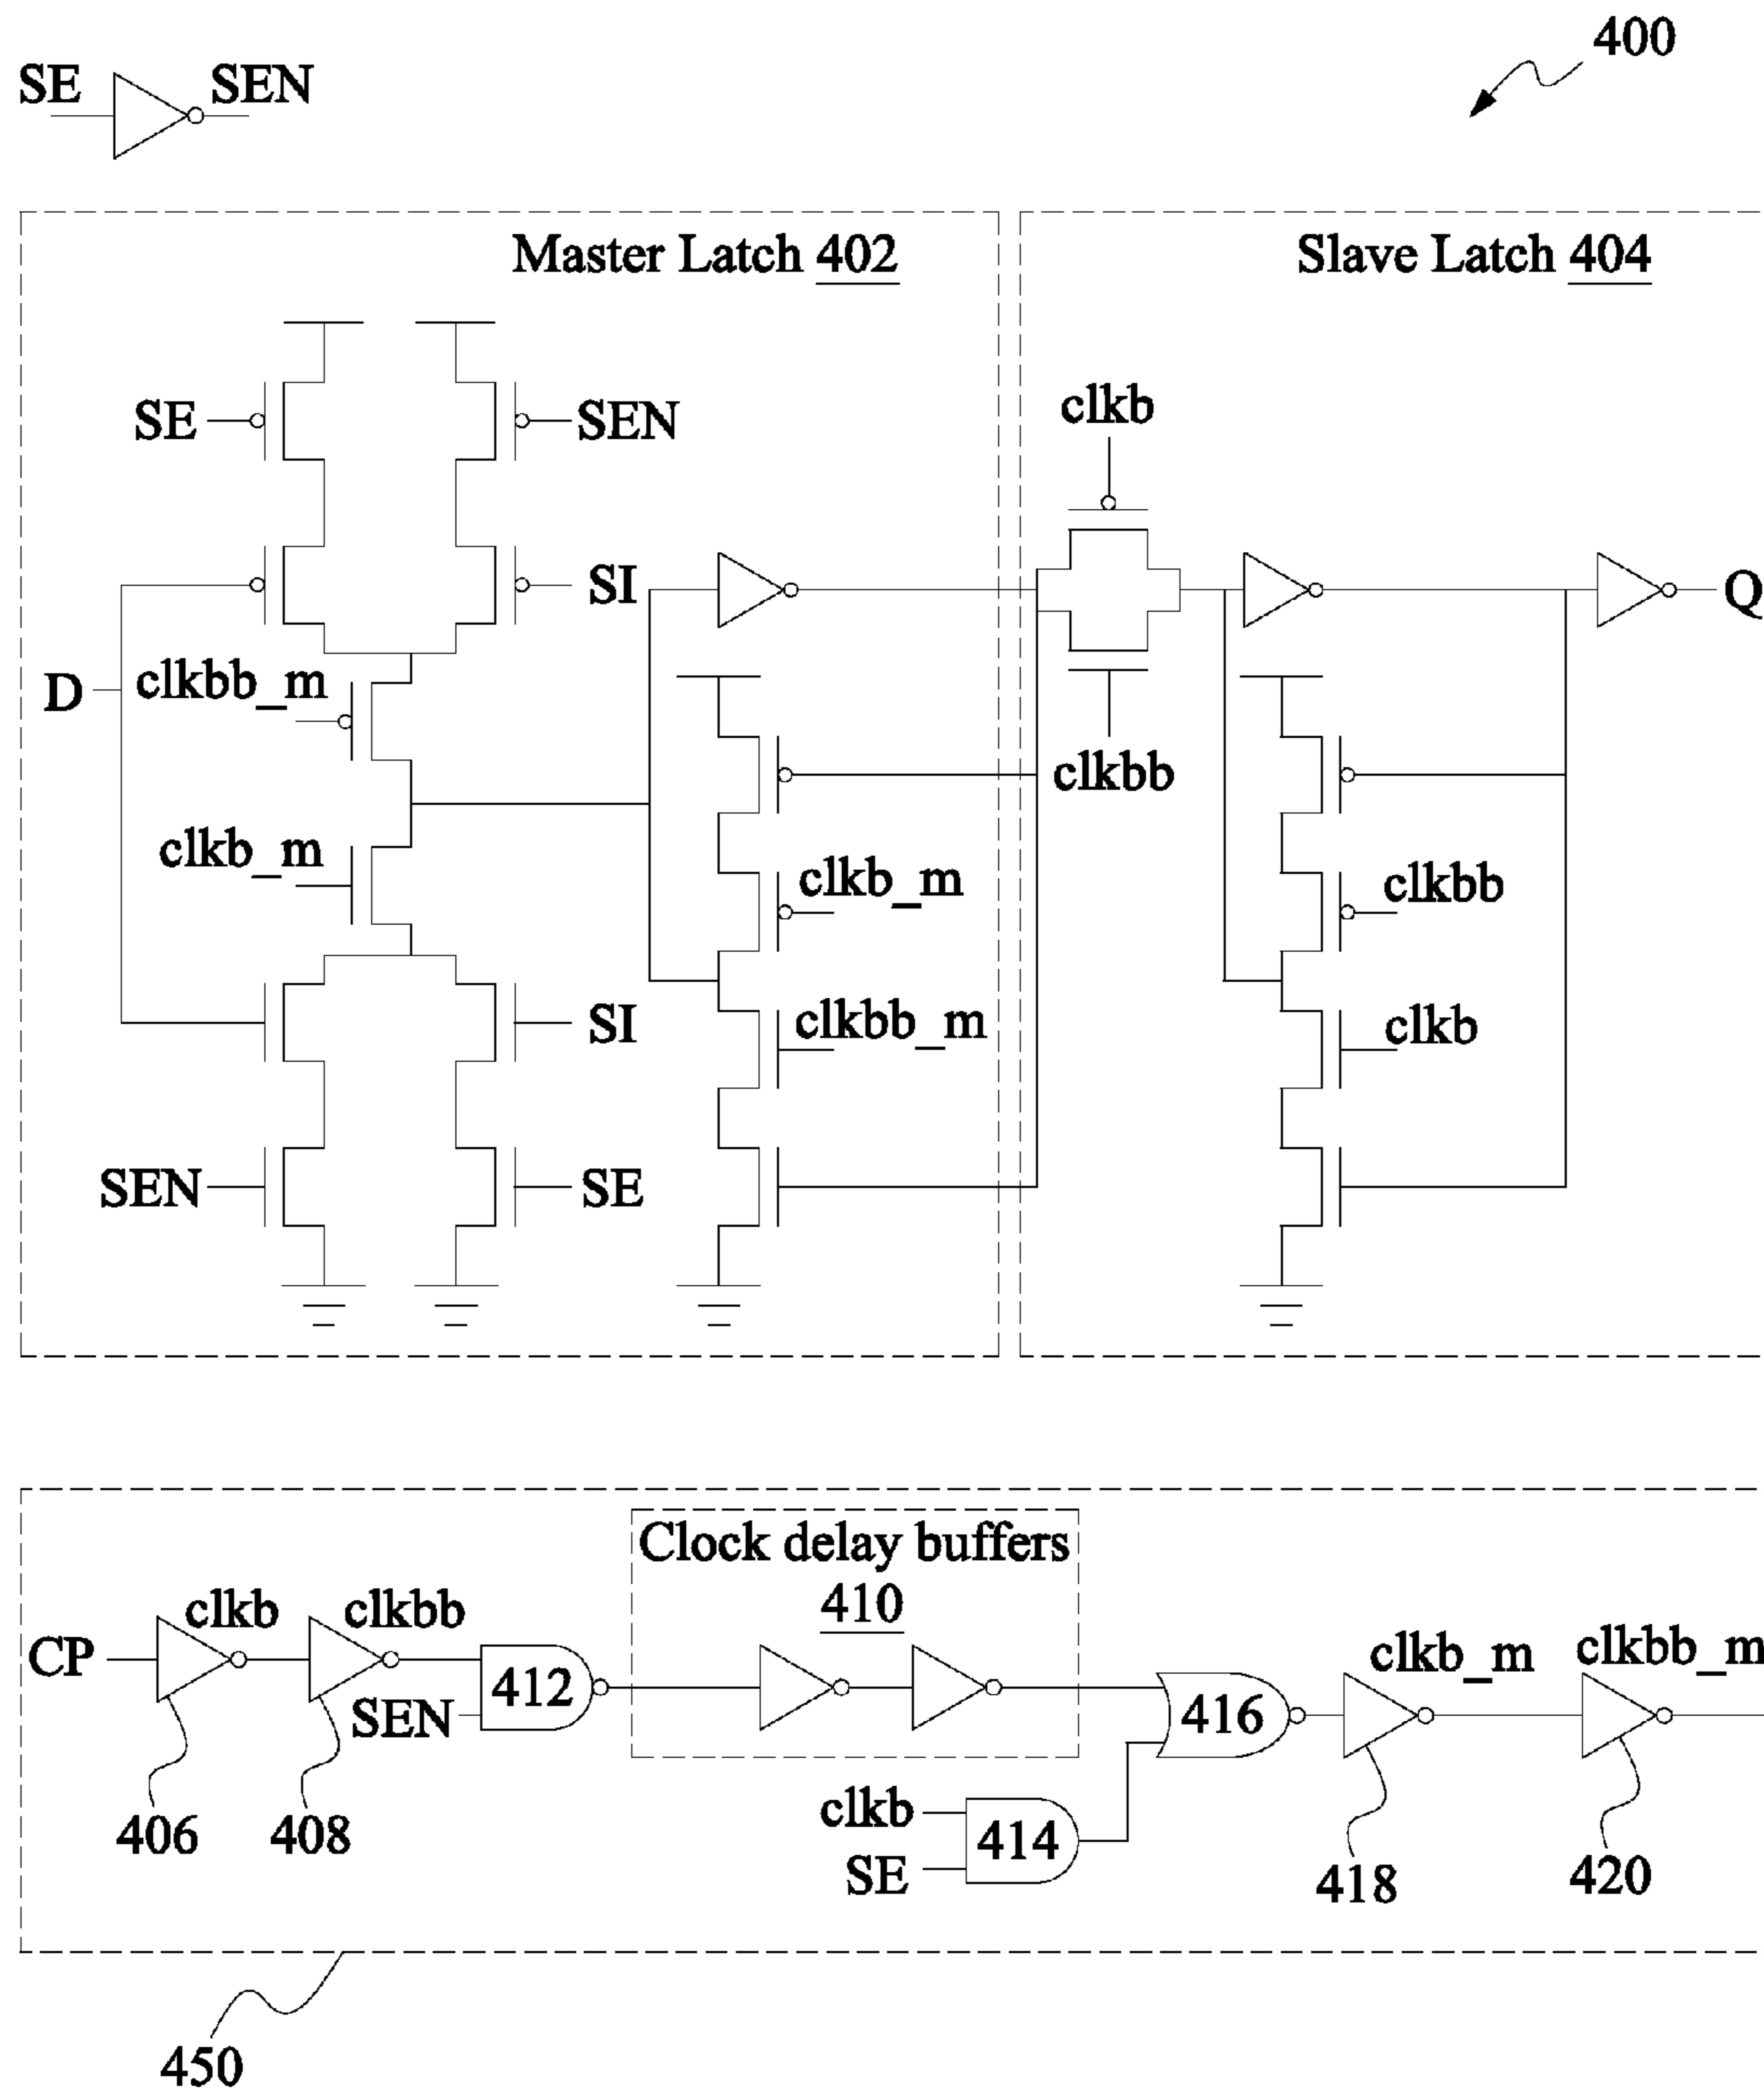 400
SE SEN
Master Latch 402
Slave Latch 404
SE
SEN
clkb
SI
Q
D
clkbb_m
clkbb
clkb_m
clkb_m
clkbb
SI
clkbb_m
clkb
SEN
SE
Clock delay buffers
410
CP
clkb
clkbb
412
SEN
416
clkb_m
clkbb_m
clkb
414
SE
406
408
418
420
450